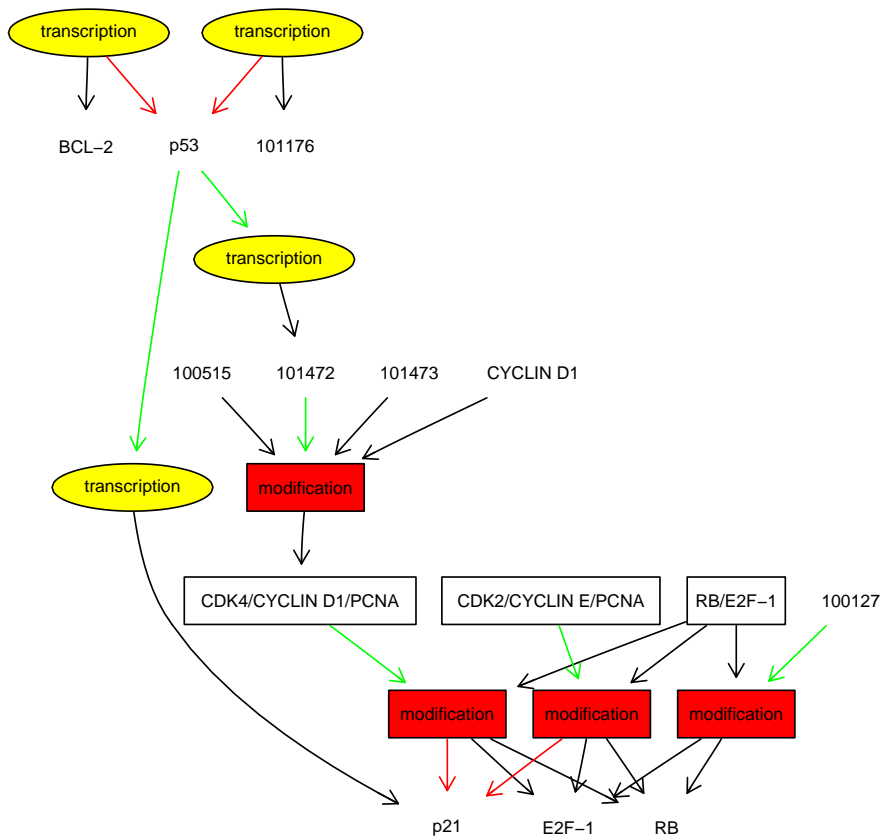 transcription
transcription
BCL−2
p53
101176
transcription
100515
101472
101473
CYCLIN D1
transcription
modification
CDK4/CYCLIN D1/PCNA
CDK2/CYCLIN E/PCNA
RB/E2F−1
100127
modification
modification
modification
p21
E2F−1
RB